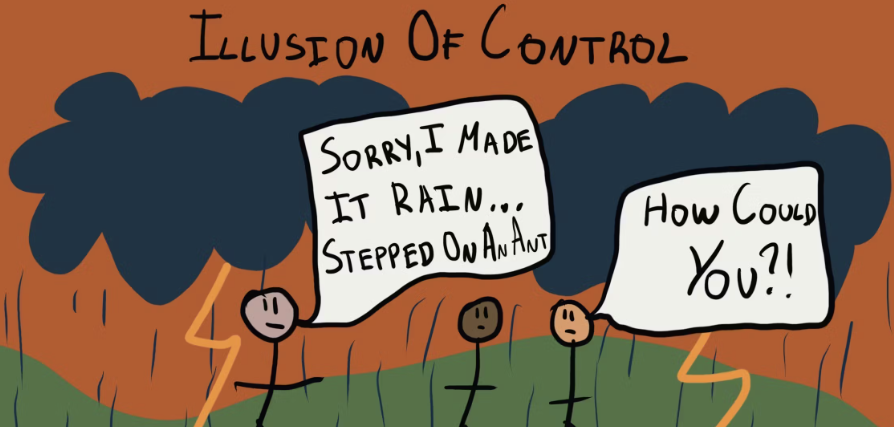 Illusion Of Control
Sorry, I Made
It Rain...
Stepped On An Ant
How Could
You?!